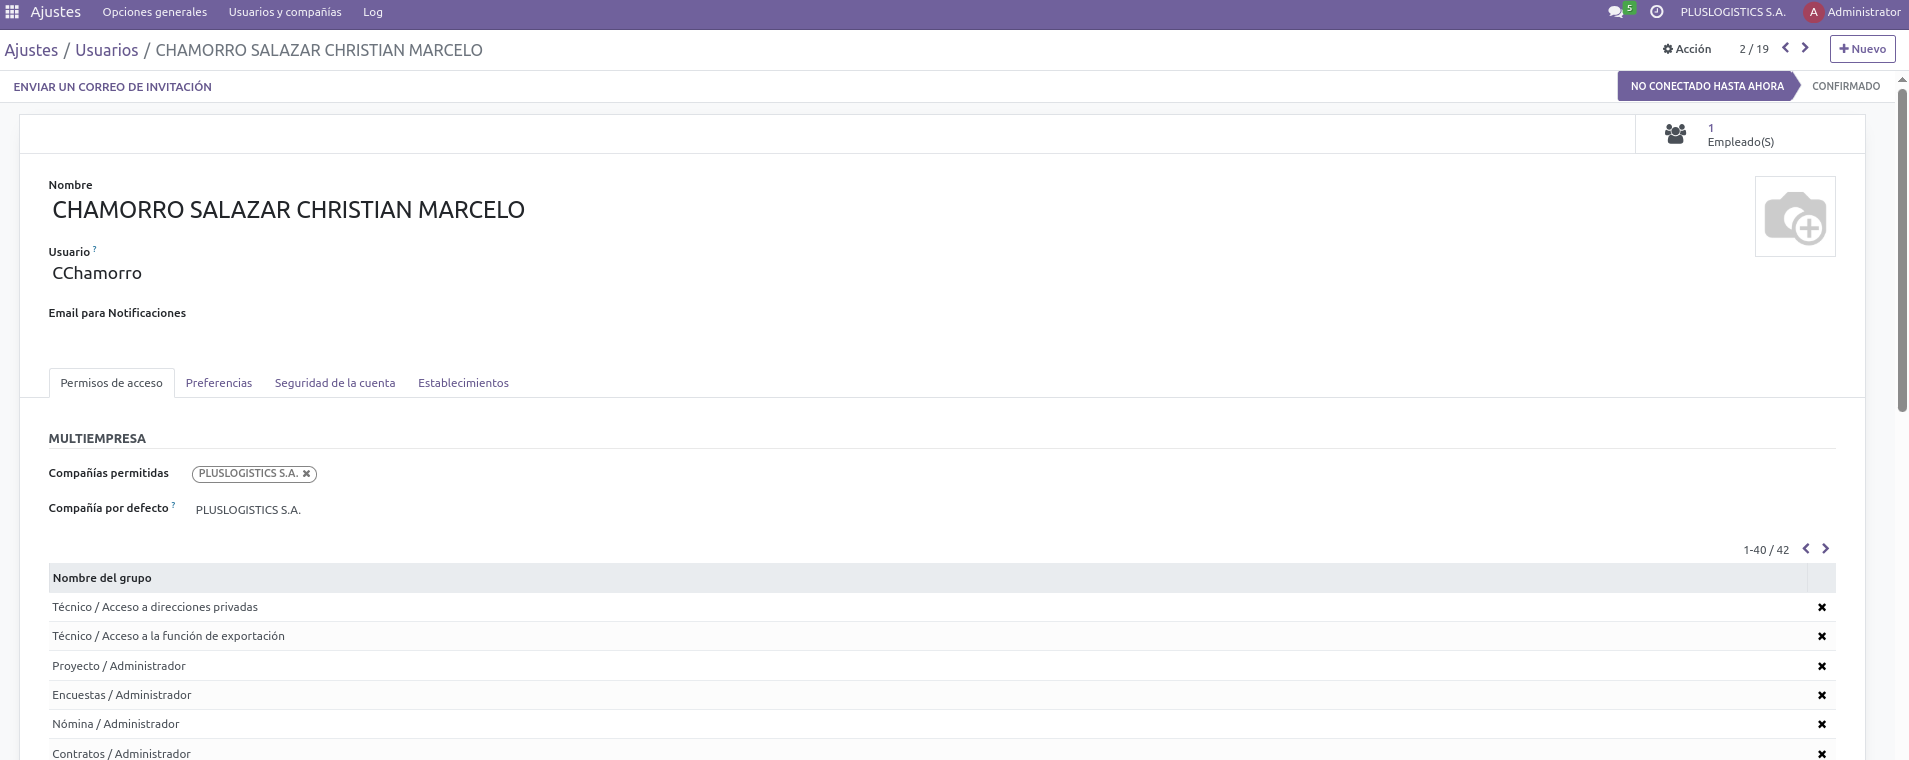 Ajustes Opciones generales Usuarios y compañías Log 5 PLUSLOGISTICS S.A. A Administrator
Ajustes / Usuarios / CHAMORRO SALAZAR CHRISTIAN MARCELO Acción 2 / 19 Nuevo
ENVIAR UN CORREO DE INVITACIÓN NO CONECTADO HASTA AHORA CONFIRMADO
1
Empleado(S)
Nombre
CHAMORRO SALAZAR CHRISTIAN MARCELO
Usuario ?
CChamorro
Email para Notificaciones
Permisos de acceso Preferencias Seguridad de la cuenta Establecimientos
MULTIEMPRESA
Compañías permitidas PLUSLOGISTICS S.A.
Compañía por defecto ? PLUSLOGISTICS S.A.
1-40 / 42
Nombre del grupo
Técnico / Acceso a direcciones privadas
Técnico / Acceso a la función de exportación
Proyecto / Administrador
Encuestas / Administrador
Nómina / Administrador
Contratos / Administrador